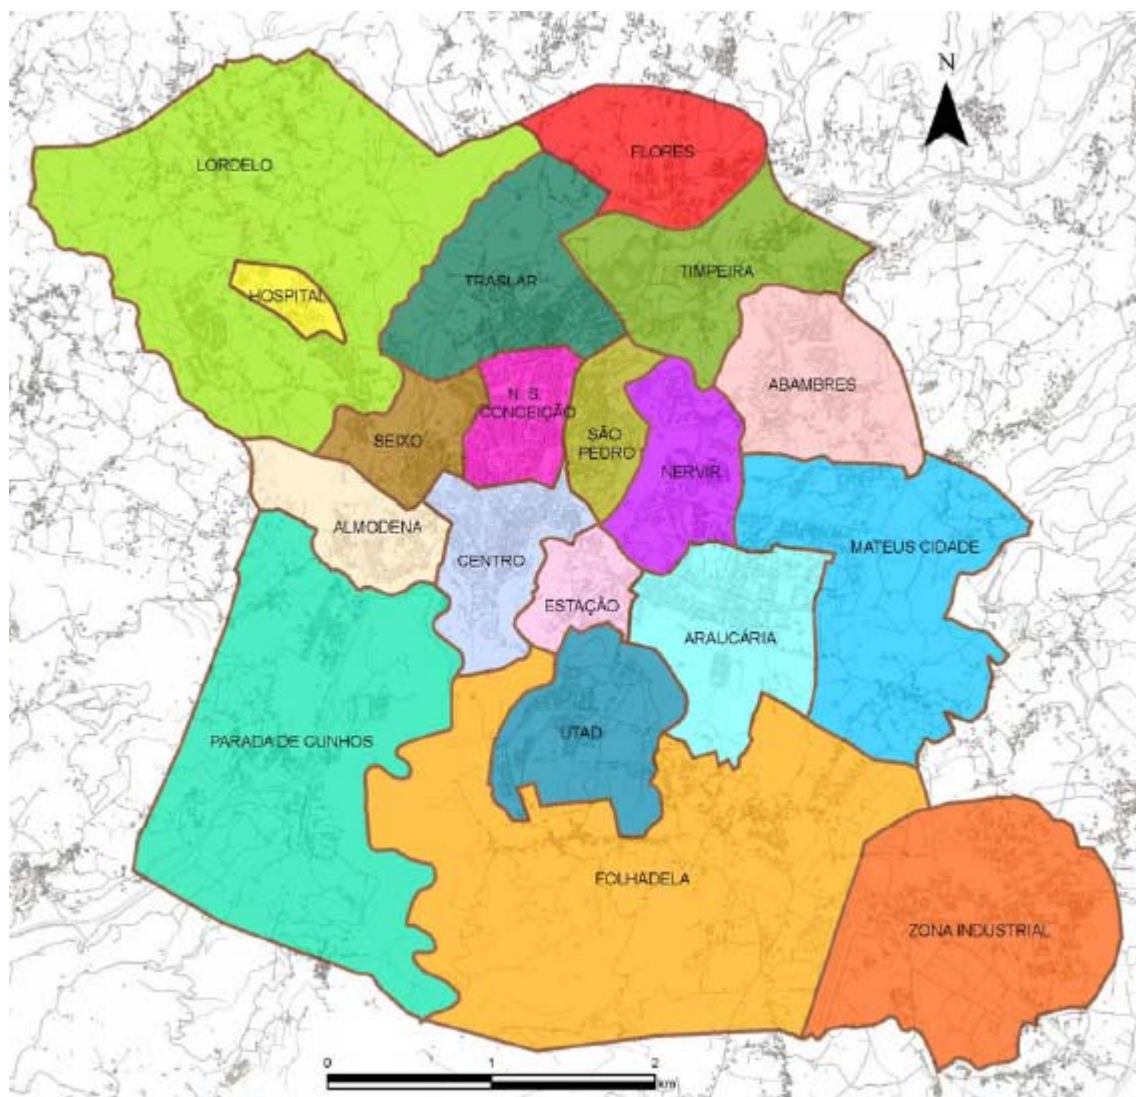 N
FLORES
LORDELO
TIMPEIRA
TRASLAR
HOSPITAL
ABAMBRES
N. S.
CONCEIÇÃO
SEIXO
SÃO
PEDRO
NERVIR
ALMODENA
MATEUS CIDADE
CENTRO
ESTAÇÃO
ARAUCÁRIA
UTAD
PARADA DE CUNHOS
FOLHADELA
ZONA INDUSTRIAL
0 1 2
km